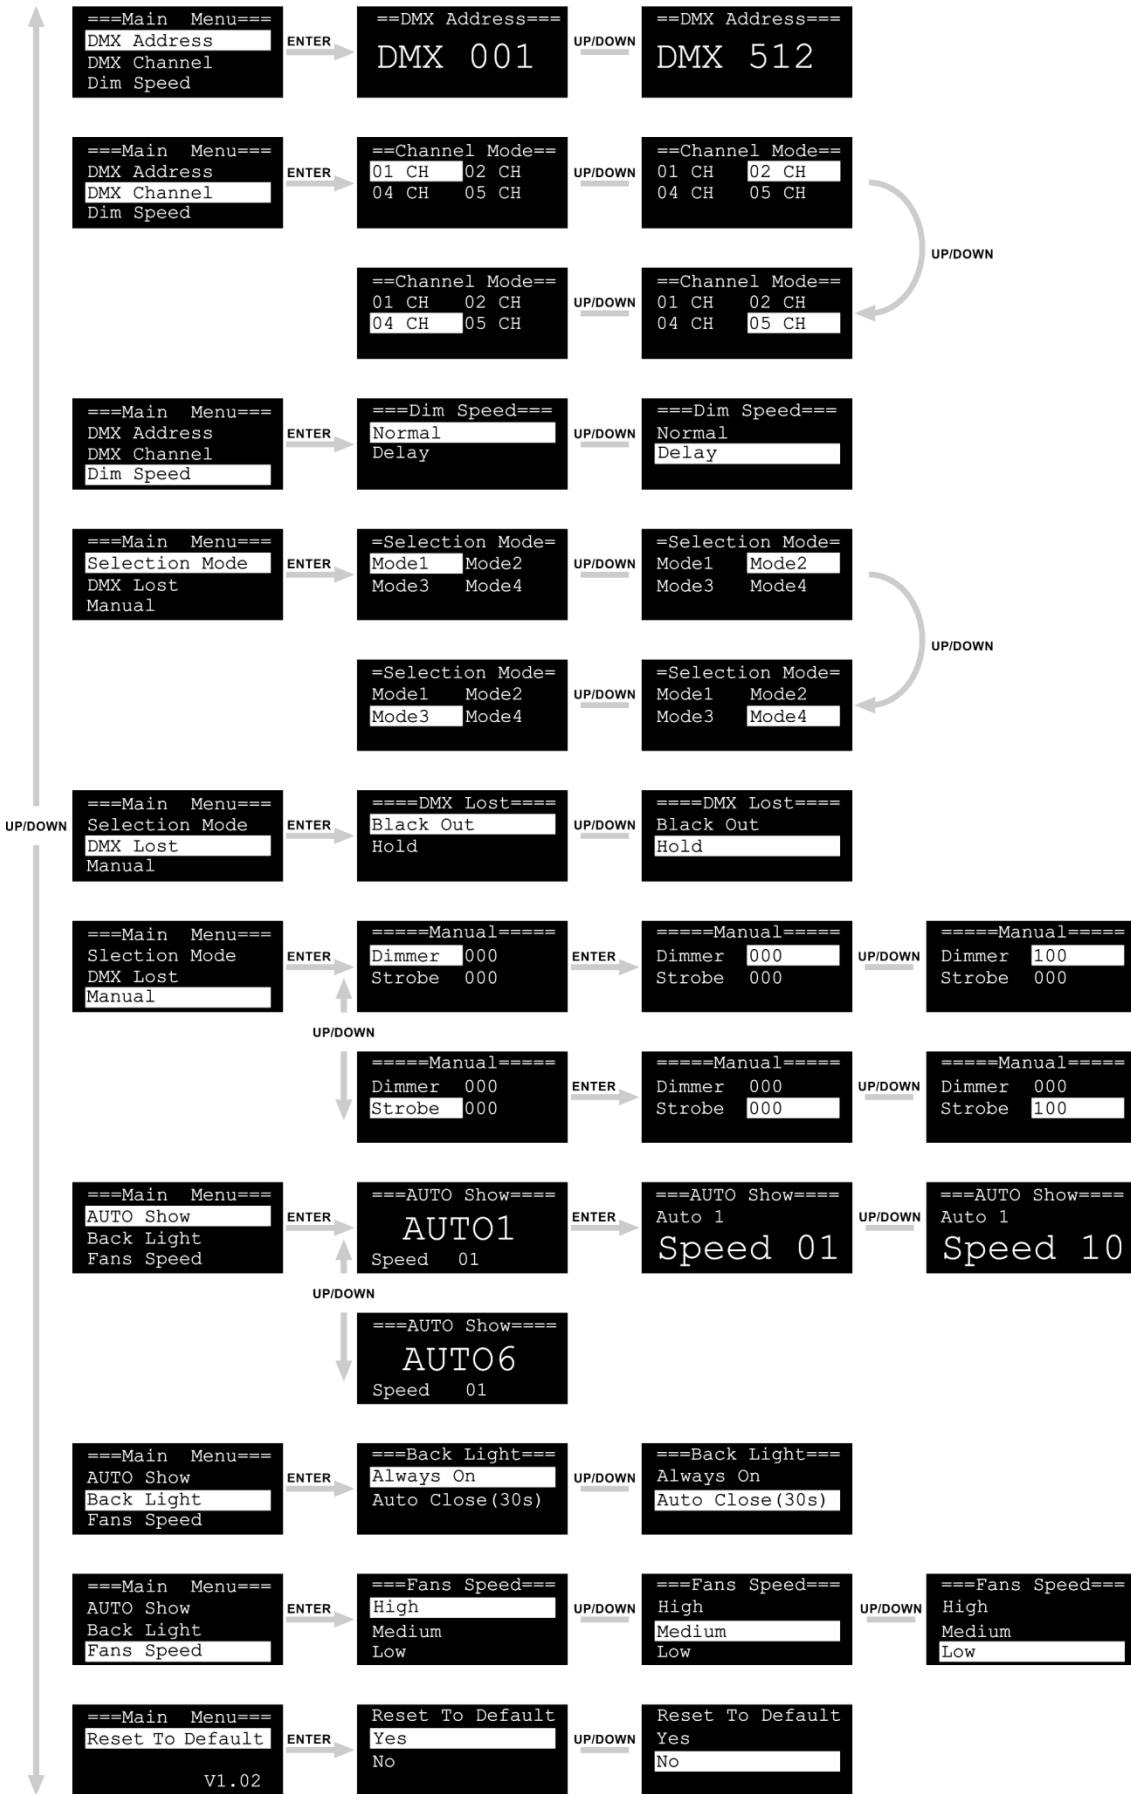 ===Main Menu===
DMX Address
DMX Channel
Dim Speed
ENTER
==DMX Address===
DMX 001
UP/DOWN
==DMX Address===
DMX 512
===Main Menu===
DMX Address
DMX Channel
Dim Speed
ENTER
==Channel Mode==
01 CH 02 CH
04 CH 05 CH
UP/DOWN
==Channel Mode==
01 CH 02 CH
04 CH 05 CH
UP/DOWN
==Channel Mode==
01 CH 02 CH
04 CH 05 CH
UP/DOWN
==Channel Mode==
01 CH 02 CH
04 CH 05 CH
===Main Menu===
DMX Address
DMX Channel
Dim Speed
ENTER
===Dim Speed===
Normal
Delay
UP/DOWN
===Dim Speed===
Normal
Delay
===Main Menu===
Selection Mode
DMX Lost
Manual
ENTER
=Selection Mode=
Mode1 Mode2
Mode3 Mode4
UP/DOWN
=Selection Mode=
Mode1 Mode2
Mode3 Mode4
UP/DOWN
=Selection Mode=
Mode1 Mode2
Mode3 Mode4
UP/DOWN
=Selection Mode=
Mode1 Mode2
Mode3 Mode4
UP/DOWN
===Main Menu===
Selection Mode
DMX Lost
Manual
ENTER
====DMX Lost====
Black Out
Hold
UP/DOWN
====DMX Lost====
Black Out
Hold
===Main Menu===
Slection Mode
DMX Lost
Manual
ENTER
=====Manual=====
Dimmer 000
Strobe 000
ENTER
=====Manual=====
Dimmer 000
Strobe 000
UP/DOWN
=====Manual=====
Dimmer 100
Strobe 000
UP/DOWN
=====Manual=====
Dimmer 000
Strobe 000
ENTER
=====Manual=====
Dimmer 000
Strobe 000
UP/DOWN
=====Manual=====
Dimmer 000
Strobe 100
===Main Menu===
AUTO Show
Back Light
Fans Speed
ENTER
===AUTO Show====
AUTO1
Speed 01
ENTER
===AUTO Show====
Auto 1
Speed 01
UP/DOWN
===AUTO Show====
Auto 1
Speed 10
UP/DOWN
===AUTO Show====
AUTO6
Speed 01
===Main Menu===
AUTO Show
Back Light
Fans Speed
ENTER
===Back Light===
Always On
Auto Close(30s)
UP/DOWN
===Back Light===
Always On
Auto Close(30s)
===Main Menu===
AUTO Show
Back Light
Fans Speed
ENTER
===Fans Speed===
High
Medium
Low
UP/DOWN
===Fans Speed===
High
Medium
Low
UP/DOWN
===Fans Speed===
High
Medium
Low
===Main Menu===
Reset To Default
V1.02
ENTER
Reset To Default
Yes
No
UP/DOWN
Reset To Default
Yes
No